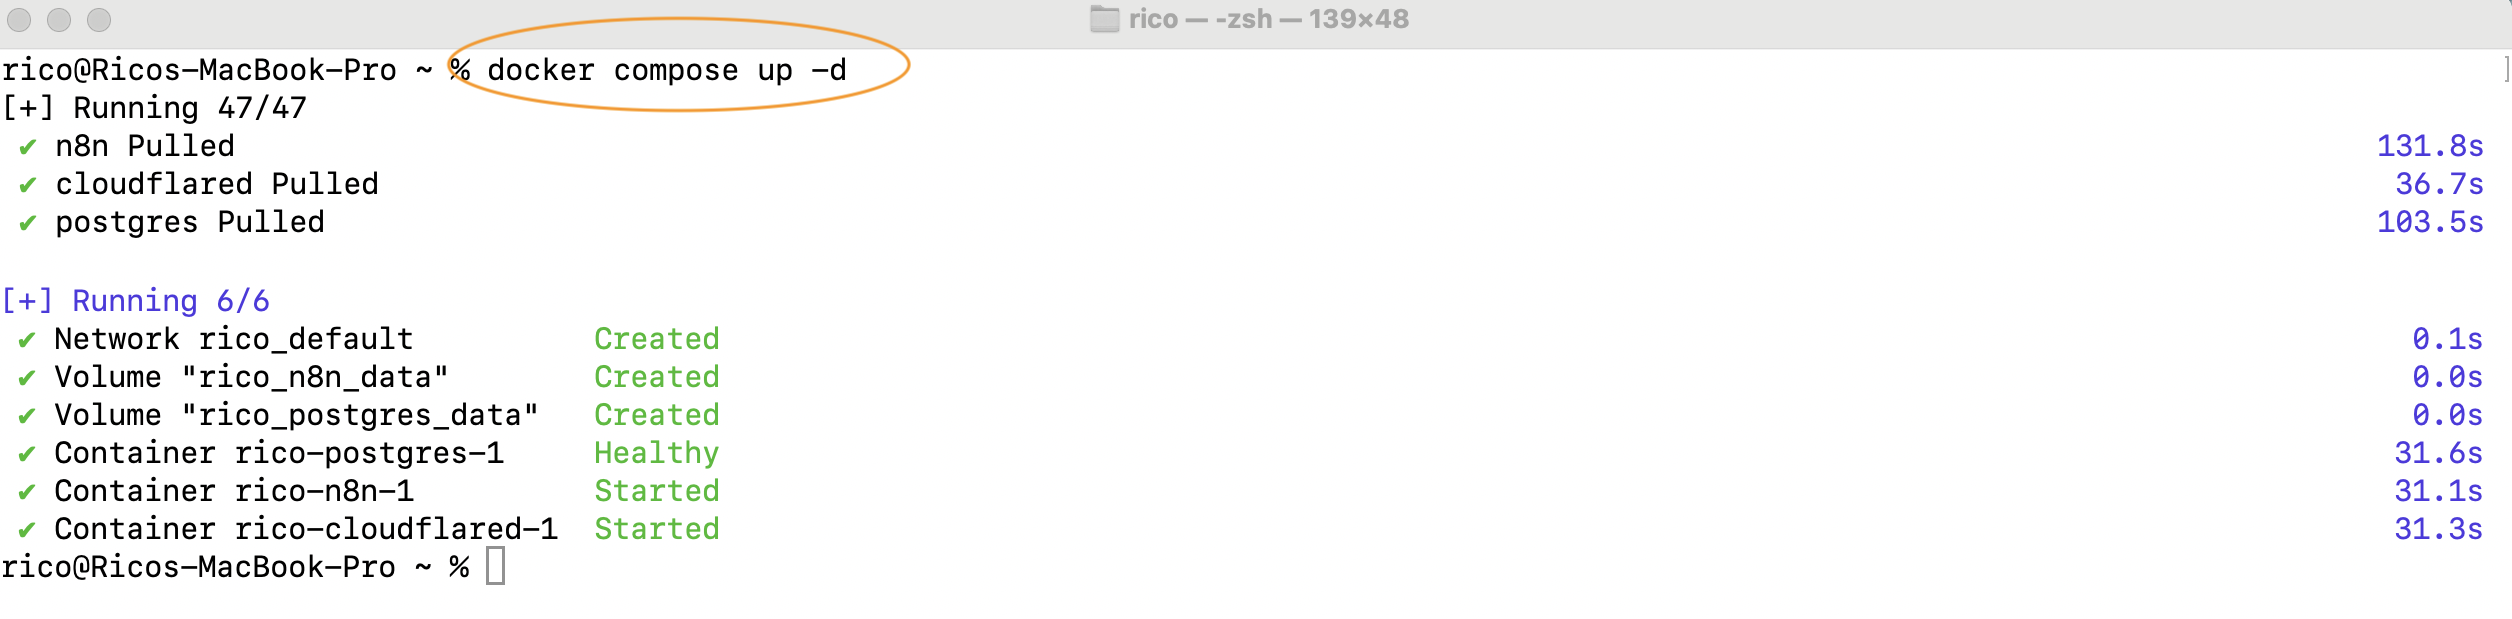 rico — -zsh — 139×48
rico@Ricos-MacBook-Pro ~ % docker compose up -d
[+] Running 47/47
✔ n8n Pulled 131.8s
✔ cloudflared Pulled 36.7s
✔ postgres Pulled 103.5s
[+] Running 6/6
✔ Network rico_default Created 0.1s
✔ Volume "rico_n8n_data" Created 0.0s
✔ Volume "rico_postgres_data" Created 0.0s
✔ Container rico-postgres-1 Healthy 31.6s
✔ Container rico-n8n-1 Started 31.1s
✔ Container rico-cloudflared-1 Started 31.3s
rico@Ricos-MacBook-Pro ~ %